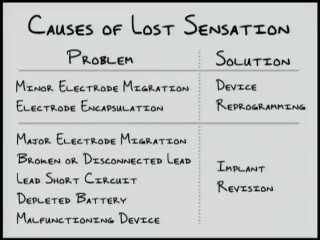 Causes of Lost Sensation
Problem Solution
Minor Electrode Migration
Electrode Encapsulation
Device
Reprogramming
Major Electrode Migration
Broken or Disconnected Lead
Lead Short Circuit
Depleted Battery
Malfunctioning Device
Implant
Revision